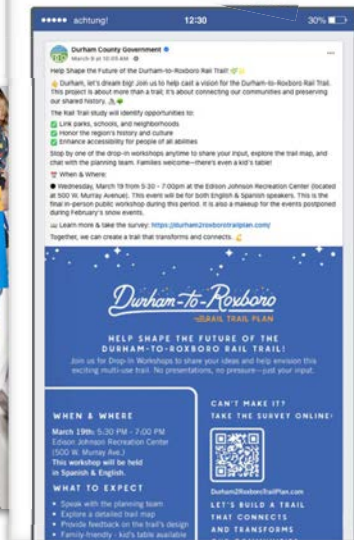 achtung!
12:30
30%
Durham County Government
March 9 at 10:05 AM
Help Shape the Future of the Durham-to-Roxboro Rail Trail!
Durham, let's dream big! Join us to help cast a vision for the Durham-to-Roxboro Rail Trail.
This project is about more than a trail; it's about connecting our communities and preserving
our shared history.
The Rail Trail study will identify opportunities to:
Link parks, schools, and neighborhoods
Honor the region's history and culture
Enhance accessibility for people of all abilities
Stop by one of the drop-in workshops anytime to share your input, explore the trail map, and
chat with the planning team. Families welcome—there's even a kid's table!
When & Where:
Wednesday, March 19 from 5:30 - 7:00pm at the Edison Johnson Recreation Center (located
at 500 W. Murray Avenue). This event will be for both English & Spanish speakers. This is the
final in-person public workshop during this period. It is also a makeup for the events postponed
during February's snow events.
Learn more & take the survey: https://durham2roxborotrailplan.com/
Together, we can create a trail that transforms and connects.
Durham-to-Roxboro
RAIL TRAIL PLAN
HELP SHAPE THE FUTURE OF THE
DURHAM-TO-ROXBORO RAIL TRAIL!
Join us for Drop-In Workshops to share your ideas and help envision this
exciting multi-use trail. No presentations, no pressure—just your input.
WHEN & WHERE
March 19th: 5:30 PM - 7:00 PM
Edison Johnson Recreation Center
(500 W. Murray Ave.)
This workshop will be held
in Spanish & English.
WHAT TO EXPECT
• Speak with the planning team
• Explore a detailed trail map
• Provide feedback on the trail's design
• Family-friendly - kid's table available
CAN'T MAKE IT?
TAKE THE SURVEY ONLINE!
Durham2RoxboroTrailPlan.com
LET'S BUILD A TRAIL
THAT CONNECTS
AND TRANSFORMS
OUR COMMUNITIES